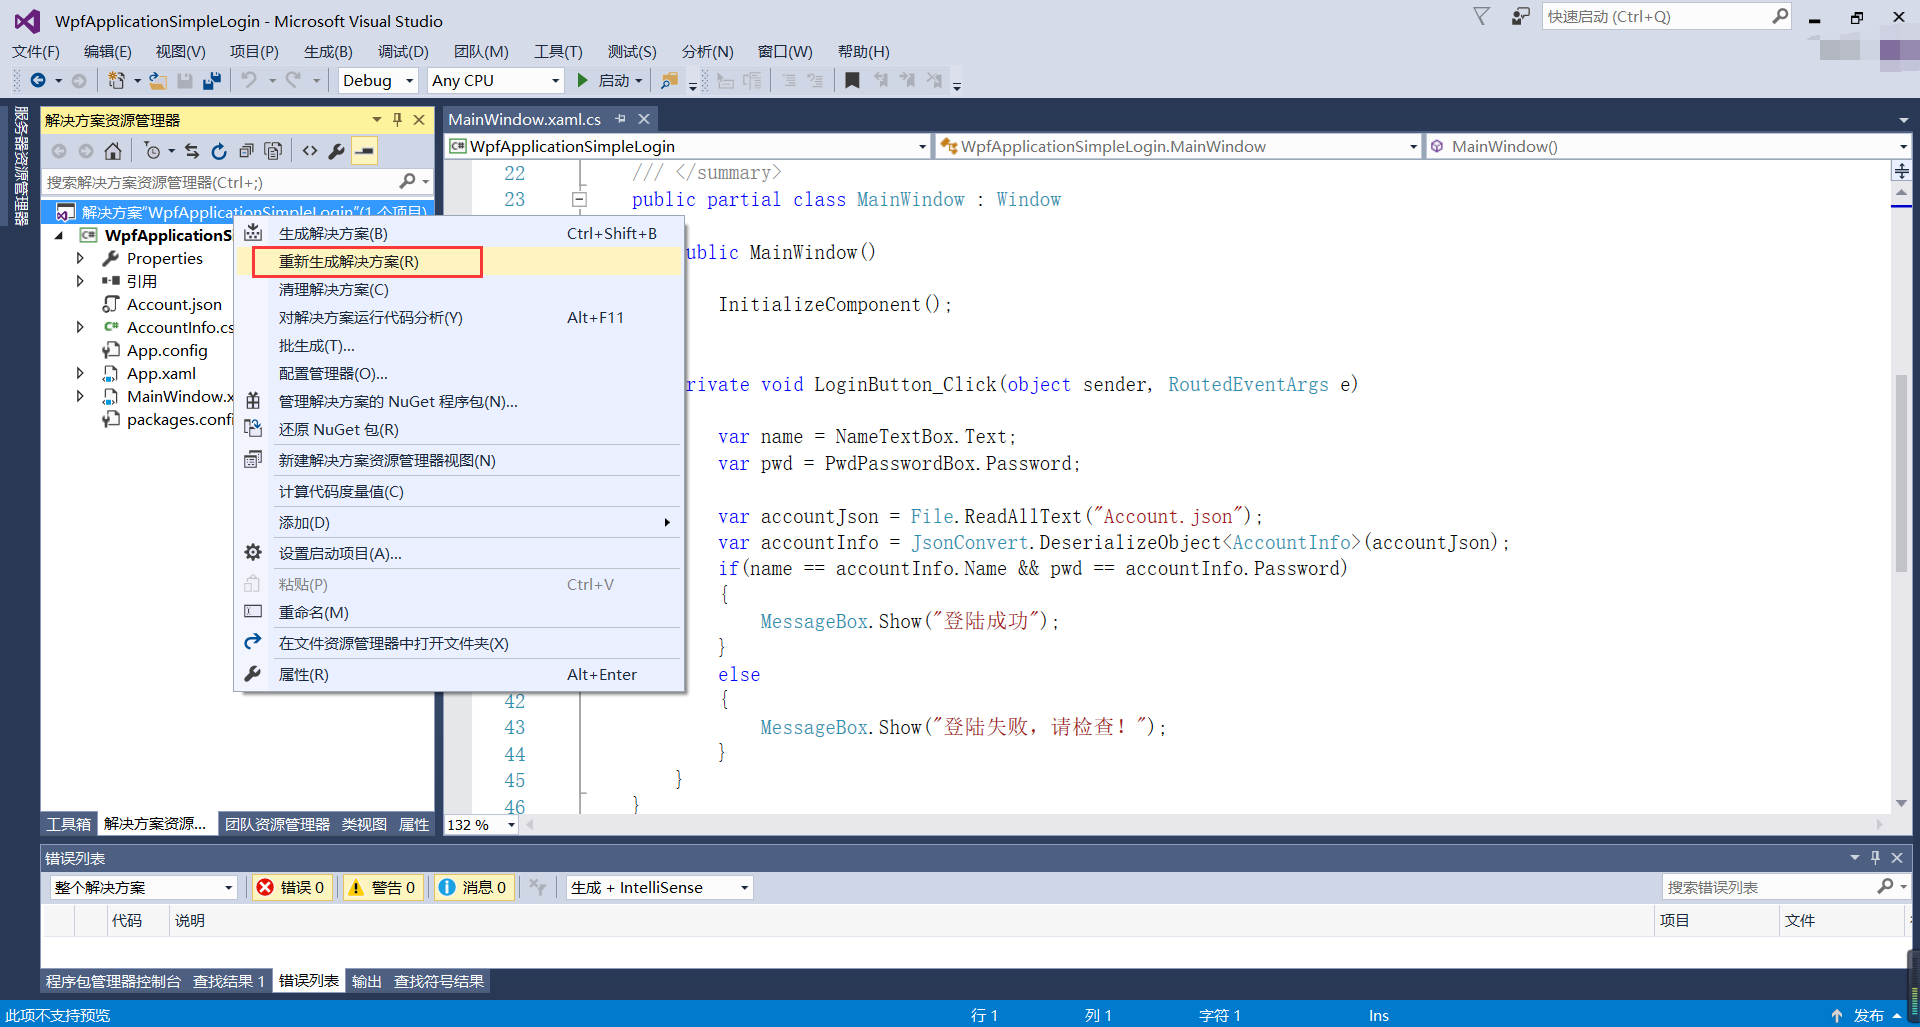 WpfApplicationSimpleLogin - Microsoft Visual Studio
快速启动 (Ctrl+Q)
文件(F) 编辑(E) 视图(V) 项目(P) 生成(B) 调试(D) 团队(M) 工具(T) 测试(S) 分析(N) 窗口(W) 帮助(H)
Debug Any CPU 启动
服务器资源管理器
解决方案资源管理器
搜索解决方案资源管理器(Ctrl+;)
解决方案"WpfApplicationSimpleLogin"(1 个项目)
WpfApplicationS
Properties
引用
Account.json
AccountInfo.cs
App.config
App.xaml
MainWindow.x
packages.confi
生成解决方案(B) Ctrl+Shift+B
重新生成解决方案(R)
清理解决方案(C)
对解决方案运行代码分析(Y) Alt+F11
批生成(T)...
配置管理器(O)...
管理解决方案的 NuGet 程序包(N)...
还原 NuGet 包(R)
新建解决方案资源管理器视图(N)
计算代码度量值(C)
添加(D)
设置启动项目(A)...
粘贴(P) Ctrl+V
重命名(M)
在文件资源管理器中打开文件夹(X)
属性(R) Alt+Enter
工具箱 解决方案资源... 团队资源管理器 类视图 属性
MainWindow.xaml.cs
C# WpfApplicationSimpleLogin WpfApplicationSimpleLogin.MainWindow MainWindow()
22 /// </summary>
23 public partial class MainWindow : Window
ublic MainWindow()
InitializeComponent();
rivate void LoginButton_Click(object sender, RoutedEventArgs e)
var name = NameTextBox.Text;
var pwd = PwdPasswordBox.Password;
var accountJson = File.ReadAllText("Account.json");
var accountInfo = JsonConvert.DeserializeObject<AccountInfo>(accountJson);
if(name == accountInfo.Name && pwd == accountInfo.Password)
{
MessageBox.Show("登陆成功");
}
else
42 {
43 MessageBox.Show("登陆失败，请检查！");
44 }
45 }
46 }
132 %
错误列表
整个解决方案 错误 0 警告 0 消息 0 生成 + IntelliSense 搜索错误列表
代码 说明 项目 文件
程序包管理器控制台 查找结果 1 错误列表 输出 查找符号结果
此项不支持预览 行 1 列 1 字符 1 Ins 发布